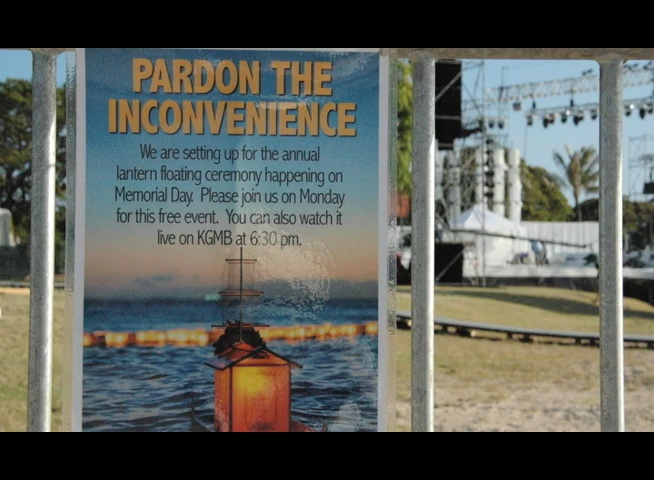 PARDON THE
INCONVENIENCE
We are setting up for the annual
lantern floating ceremony happening on
Memorial Day. Please join us on Monday
for this free event. You can also watch it
live on KGMB at 6:30 pm.